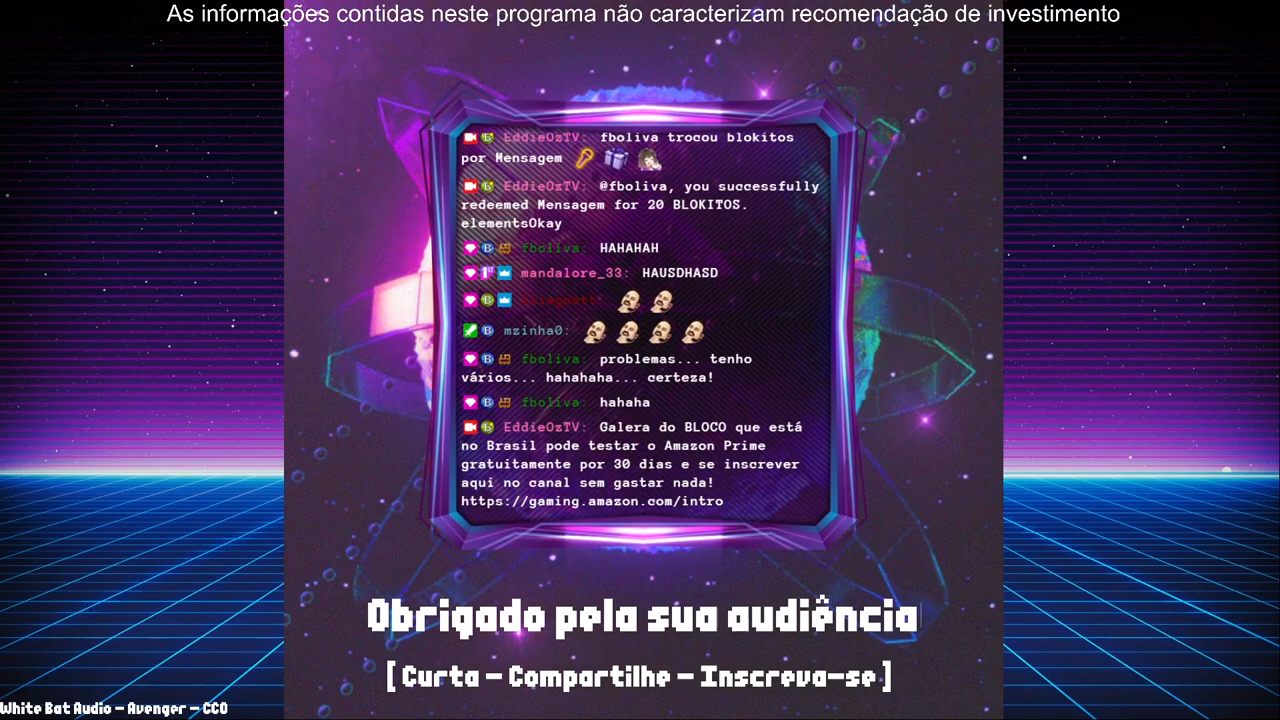 As informações contidas neste programa não caracterizam recomendação de investimento
EddieOzTV: fboliva trocou blokitos
por Mensagem
EddieOzTV: @fboliva, you successfully
redeemed Mensagem for 20 BLOKITOS.
elementsOkay
fboliva: HAHAHAH
mandalore_33: HAUSDHASD
mzinha0:
fboliva: problemas... tenho
vários... hahahaha... certeza!
fboliva: hahaha
EddieOzTV: Galera do BLOCO que está
no Brasil pode testar o Amazon Prime
gratuitamente por 30 dias e se inscrever
aqui no canal sem gastar nada!
https://gaming.amazon.com/intro
Obrigado pela sua audiência
[ Curta - Compartilhe - Inscreva-se ]
White Bat Audio - Avenger - CC0